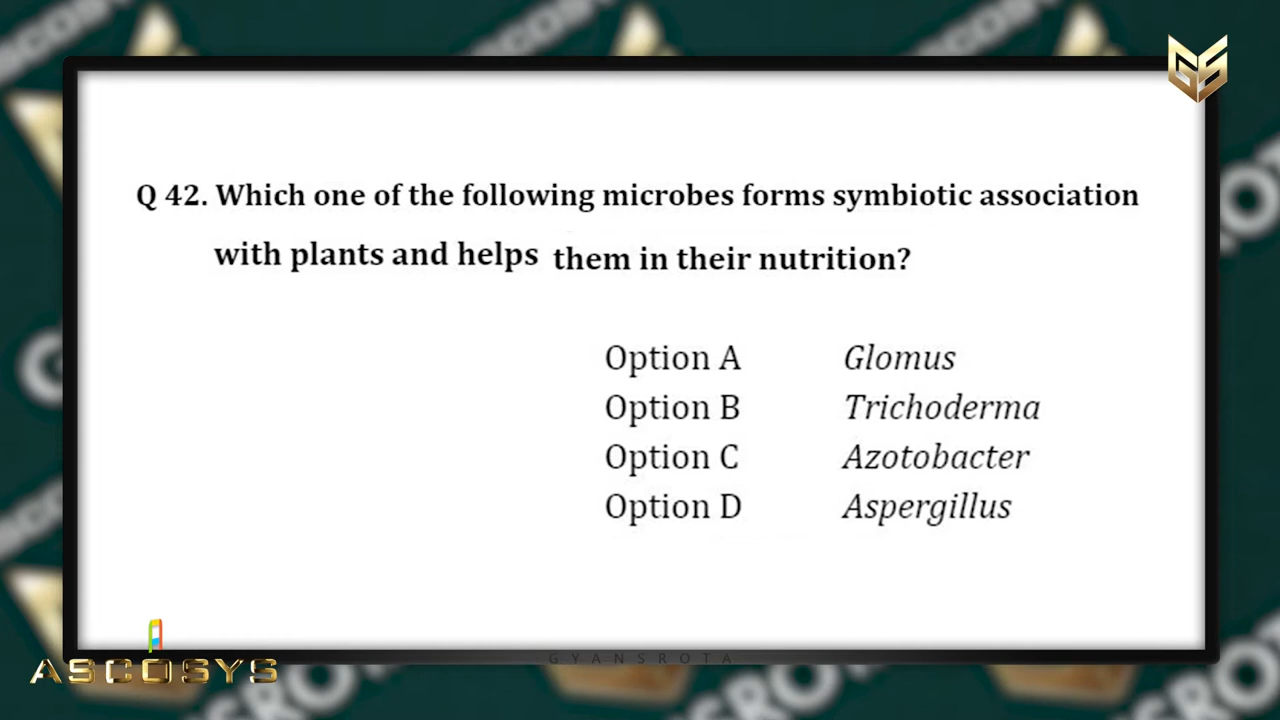 Q 42. Which one of the following microbes forms symbiotic association
with plants and helps them in their nutrition?
Option A Glomus
Option B Trichoderma
Option C Azotobacter
Option D Aspergillus
GS
ASCOSYS
GYANSROTA